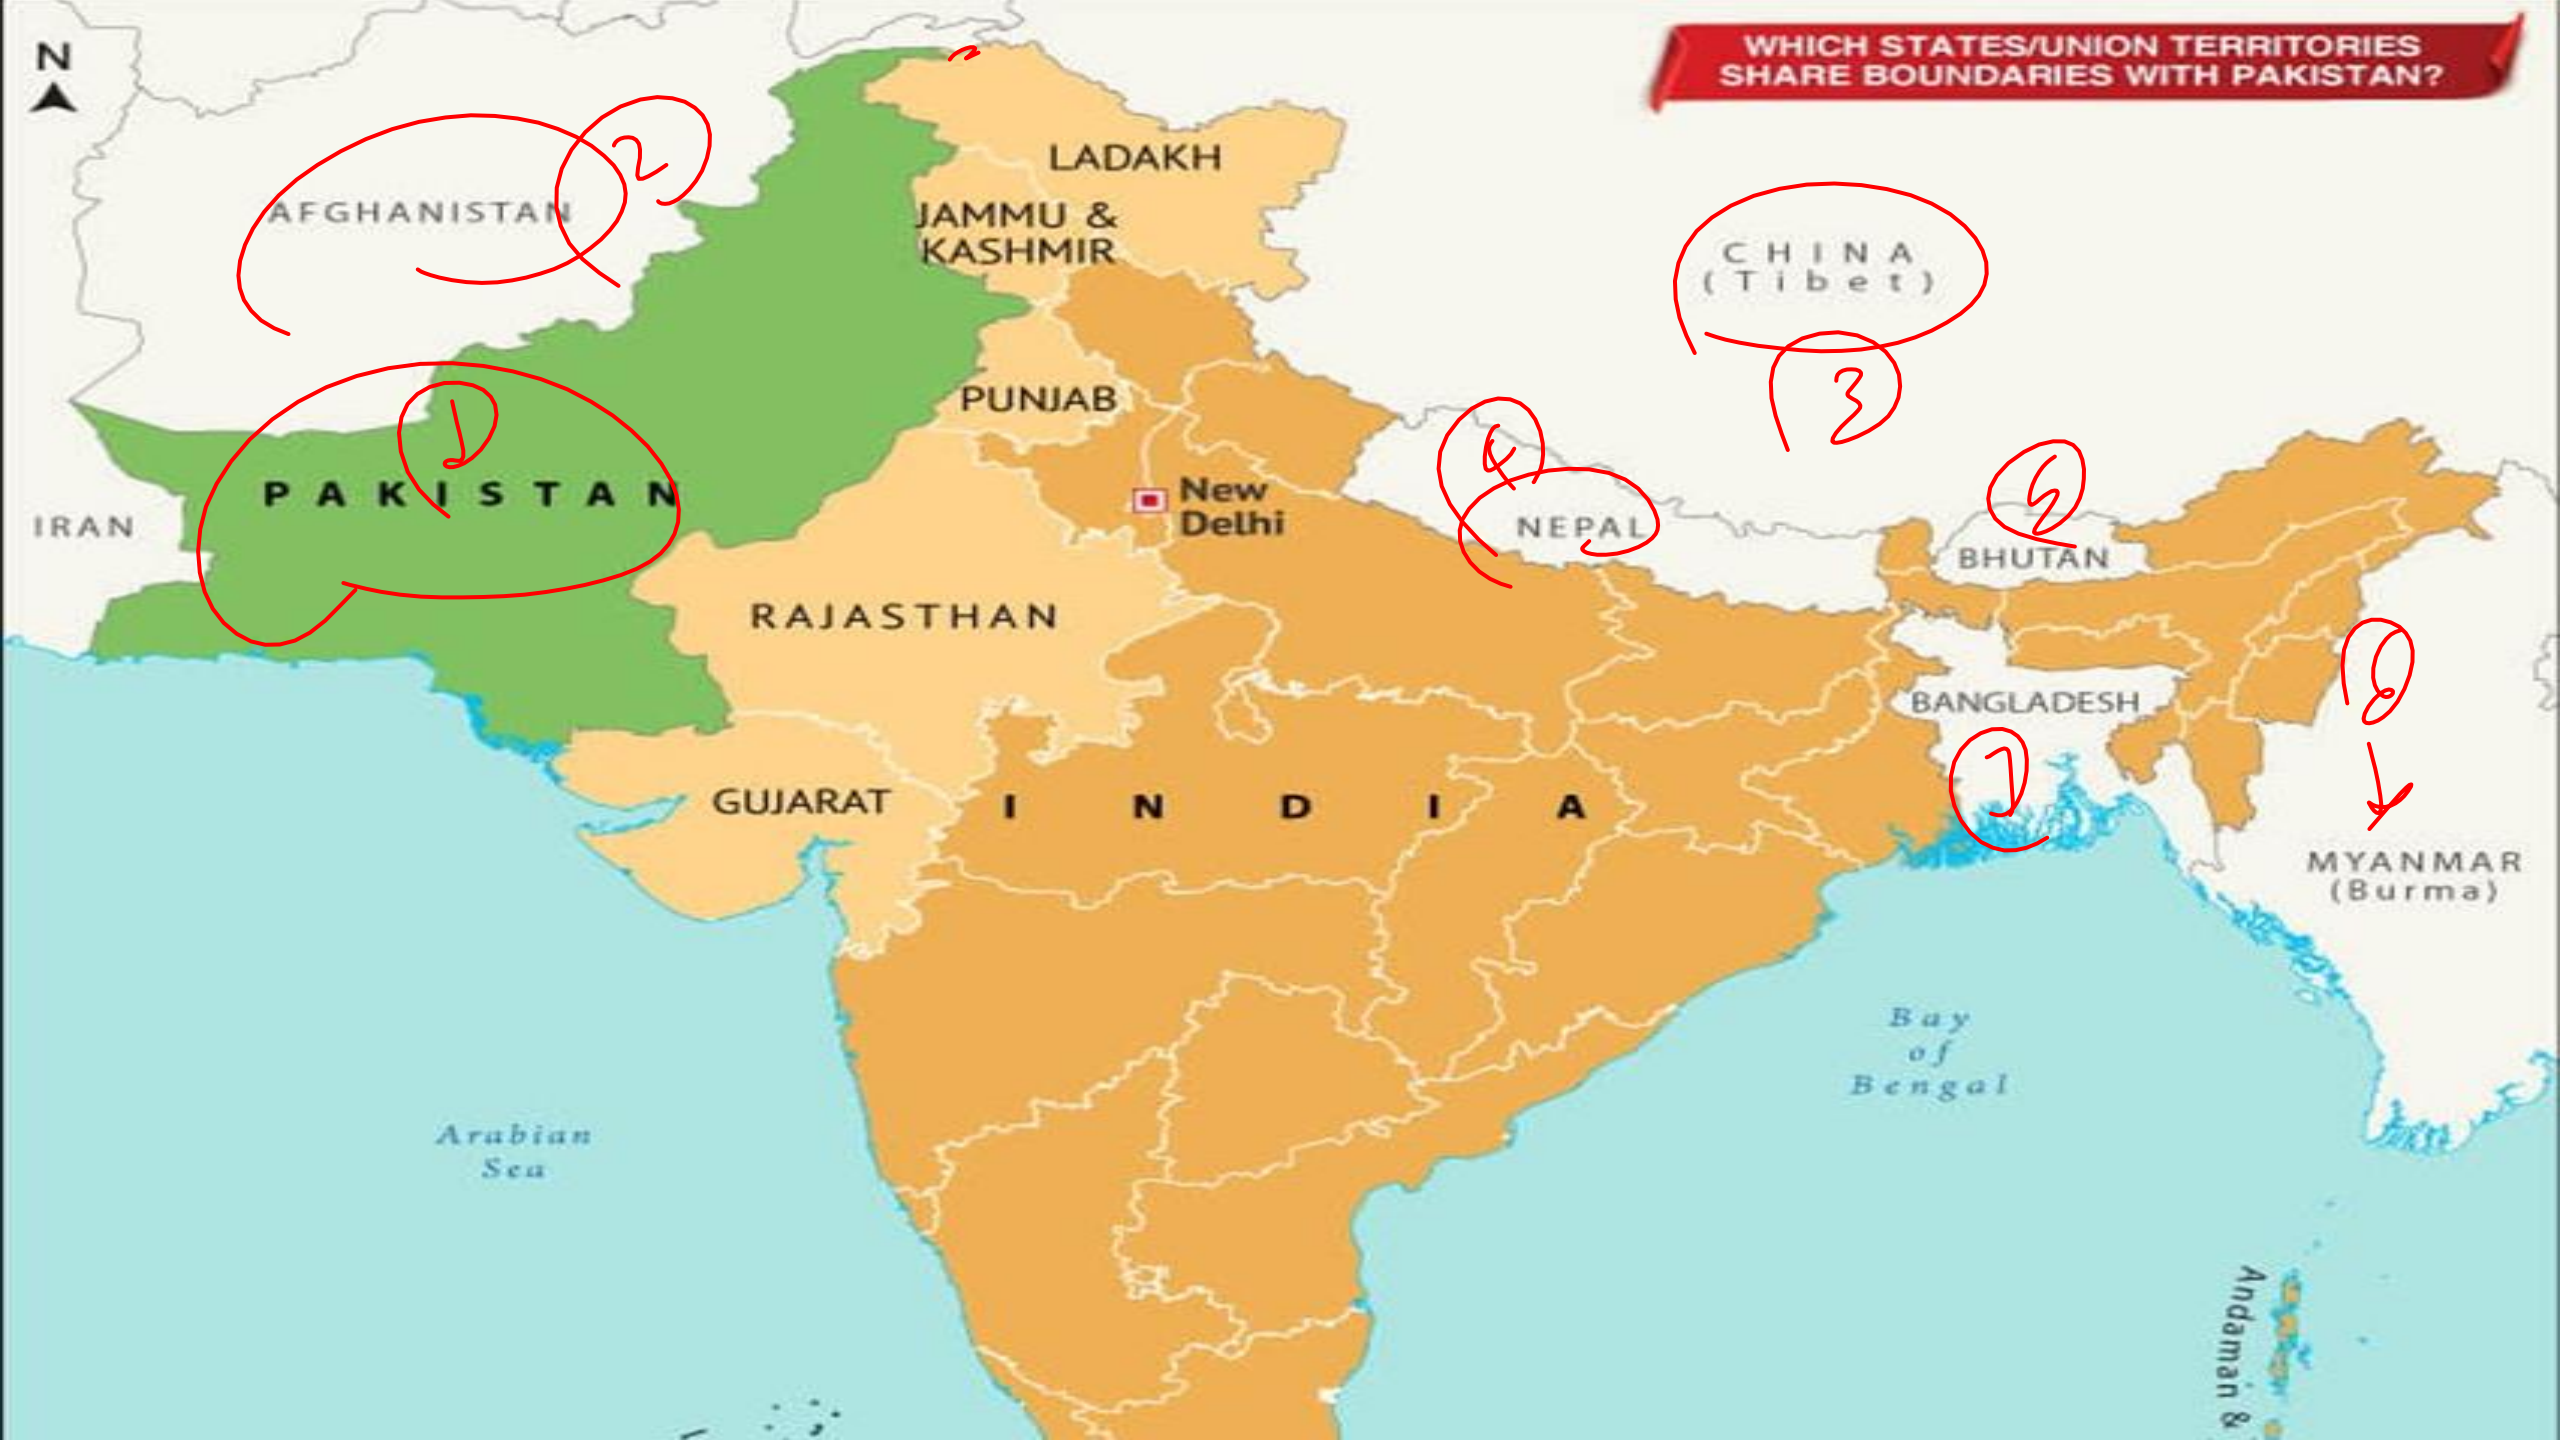 N
WHICH STATES/UNION TERRITORIES
SHARE BOUNDARIES WITH PAKISTAN?
LADAKH
2
AFGHANISTAN
JAMMU &
KASHMIR
CHINA
(Tibet)
3
1
PUNJAB
4
5
PAKISTAN
New
Delhi
IRAN
NEPAL
BHUTAN
RAJASTHAN
6
BANGLADESH
7
GUJARAT
INDIA
MYANMAR
(Burma)
Bay
of
Bengal
Arabian
Sea
Andaman &